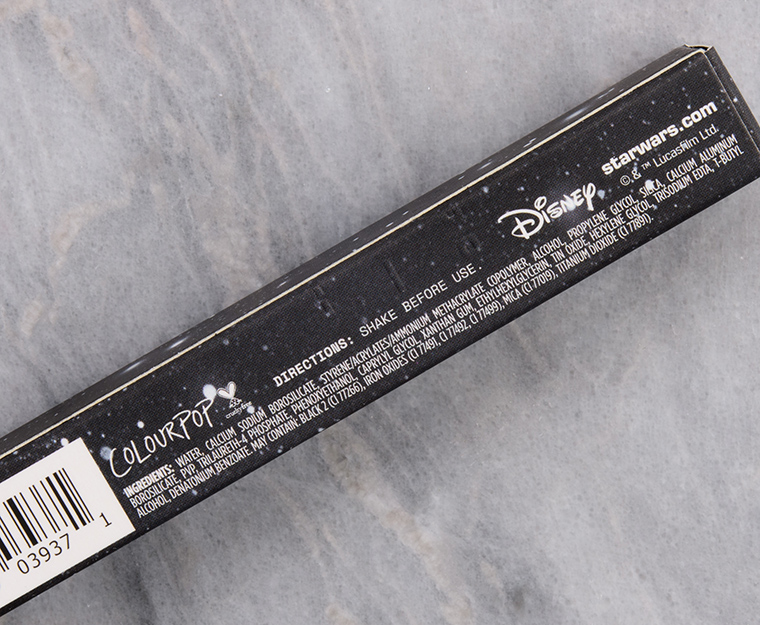 starwars.com
© & ™ Lucasfilm Ltd.
Disney
DIRECTIONS: SHAKE BEFORE USE.
COLOURPOP
INGREDIENTS: WATER, CALCIUM SODIUM BOROSILICATE, STYRENE/ACRYLATES/AMMONIUM METHACRYLATE COPOLYMER, ALCOHOL, PROPYLENE GLYCOL, SILICA, CALCIUM ALUMINUM
BOROSILICATE, PVP, TRILAURETH-4 PHOSPHATE, PHENOXYETHANOL, CAPRYLYL GLYCOL, XANTHAN GUM, ETHYLHEXYLGLYCERIN, TIN OXIDE, HEXYLENE GLYCOL, TRISODIUM EDTA, T-BUTYL
ALCOHOL, DENATONIUM BENZOATE. MAY CONTAIN: BLACK 2 (CI 77266), IRON OXIDES (CI 77491, CI 77492, CI 77499), MICA (CI 77019), TITANIUM DIOXIDE (CI 77891).
03937 1